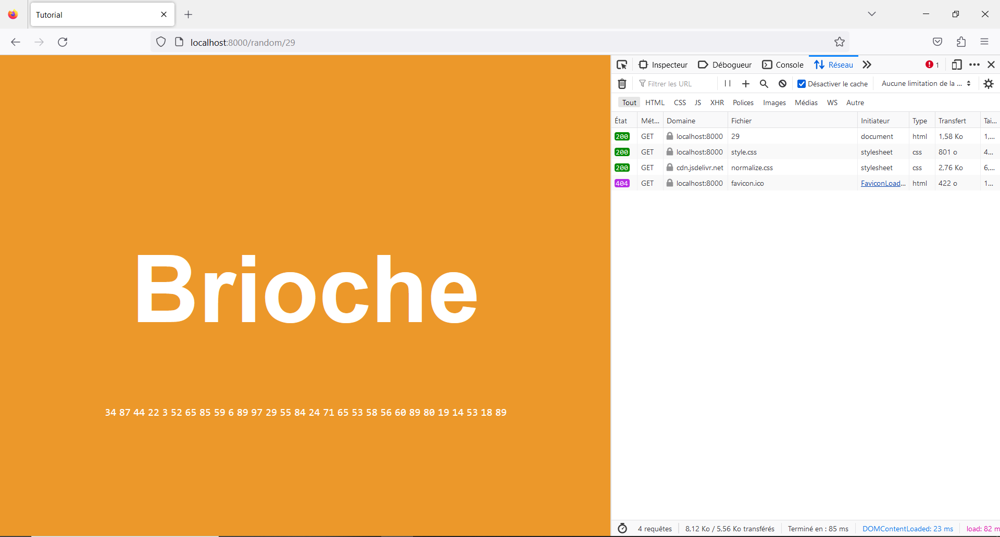 Tutorial
localhost:8000/random/29
Inspecteur Débogueur Console Réseau 1
Filtrer les URL Désactiver le cache Aucune limitation de la ...
Tout HTML CSS JS XHR Polices Images Médias WS Autre
État Mét... Domaine Fichier Initiateur Type Transfert Tai...
200 GET localhost:8000 29 document html 1,58 Ko 1,...
200 GET localhost:8000 style.css stylesheet css 801 o 4...
200 GET cdn.jsdelivr.net normalize.css stylesheet css 2,76 Ko 6,...
404 GET localhost:8000 favicon.ico FaviconLoad... html 422 o 1...
Brioche
34 87 44 22 3 52 65 85 59 6 89 97 29 55 84 24 71 65 53 58 56 60 89 80 19 14 53 18 89
4 requêtes 8,12 Ko / 5,56 Ko transférés Terminé en : 85 ms DOMContentLoaded: 23 ms load: 82 m